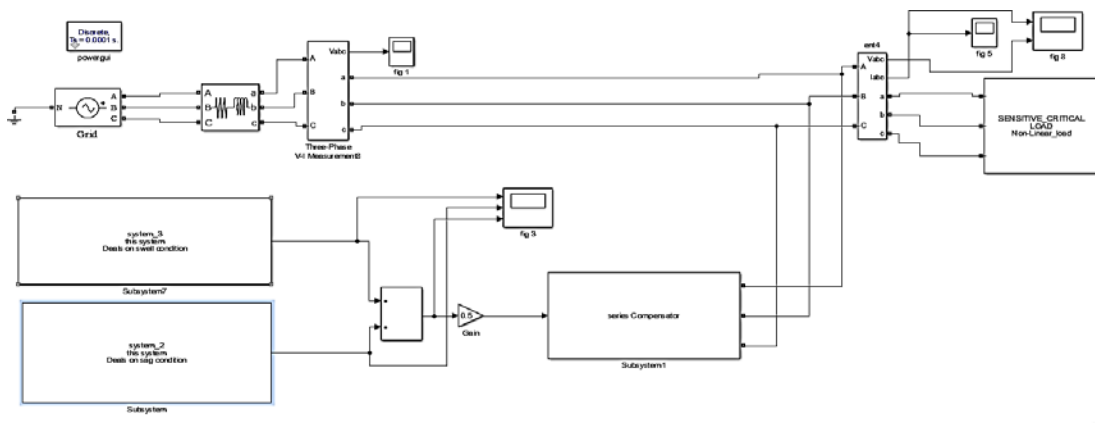 Discrete,
Ts = 0.0001 s.
powergui
N
A
B
C
Grid
A
B
C
a
b
c
A
B
C
Vabc
a
b
c
Three-Phase
V-I Measurement8
fig 1
ent4
A
B
C
Vabc
Iabc
a
b
c
fig 5
fig 8
SENSITIVE_CRITICAL
LOAD
Non-Linear_load
system_3
this system
Deals on swell condition
Subsystem7
fig 3
system_2
this system
Deals on sag condition
Subsystem
0.5
Gain
series Compensator
Subsystem1